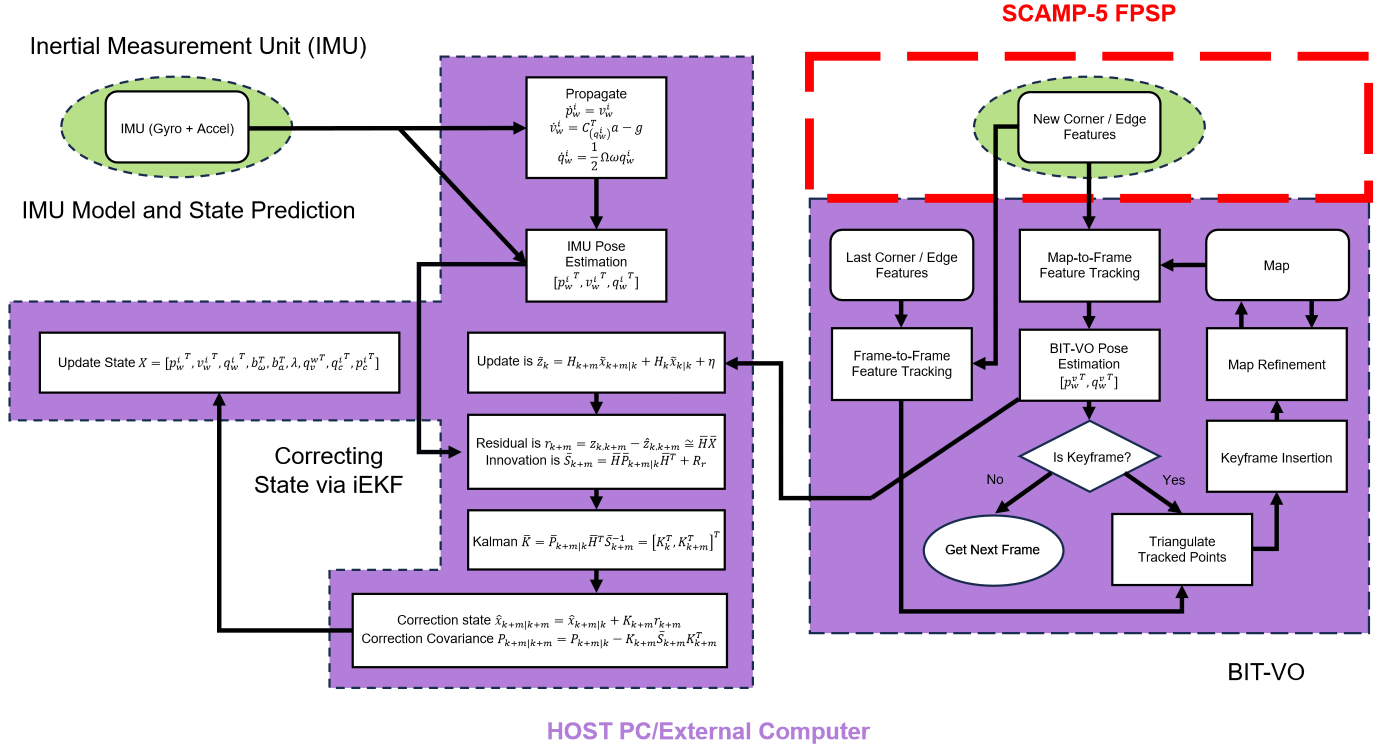 SCAMP-5 FPSP
Inertial Measurement Unit (IMU)
IMU (Gyro + Accel)
IMU Model and State Prediction
Propagate
ṗ_w^i = v_w^i
v̇_w^i = C_{(q_w^i)}^T a − g
q̇_w^i = 1/2 Ωωq_w^i
IMU Pose
Estimation
[p_w^{i T}, v_w^{i T}, q_w^{i T}]
Update State X = [p_w^{i T}, v_w^{i T}, q_w^{i T}, b_ω^T, b_a^T, λ, q_v^{wT}, q_c^{i T}, p_c^{i T}]
Update is z̃_k = H_{k+m}x̃_{k+m|k} + H_k x̃_{k|k} + η
Residual is r_{k+m} = z_{k,k+m} − ẑ_{k,k+m} ≅ H̄X̄
Innovation is S̄_{k+m} = H̄P̄_{k+m|k}H̄^T + R_r
Correcting
State via iEKF
Kalman K̄ = P̄_{k+m|k}H̄^T S̄_{k+m}^{−1} = [K_k^T, K_{k+m}^T]^T
Correction state x̂_{k+m|k+m} = x̂_{k+m|k} + K_{k+m}r_{k+m}
Correction Covariance P_{k+m|k+m} = P_{k+m|k} − K_{k+m}S̄_{k+m}K_{k+m}^T
New Corner / Edge
Features
Last Corner / Edge
Features
Map-to-Frame
Feature Tracking
Map
Frame-to-Frame
Feature Tracking
BIT-VO Pose
Estimation
[p_w^{v T}, q_w^{v T}]
Map Refinement
Is Keyframe?
Keyframe Insertion
No
Yes
Get Next Frame
Triangulate
Tracked Points
BIT-VO
HOST PC/External Computer